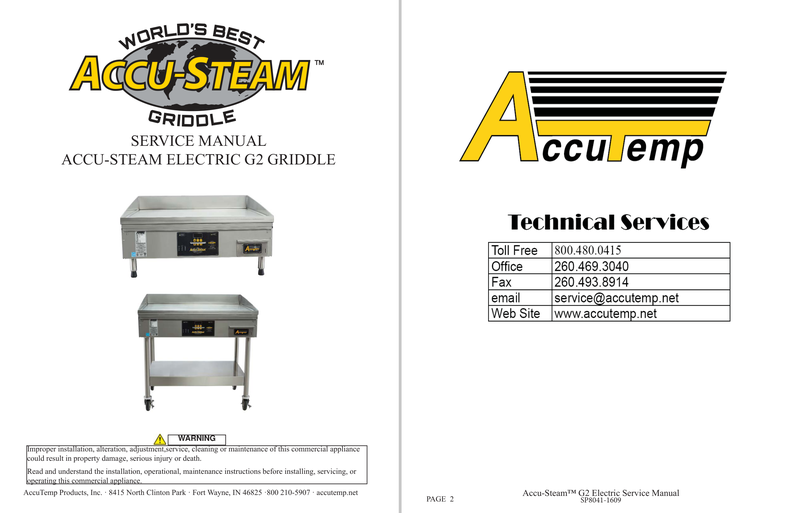 WORLD'S BEST
ACCU-STEAM™
GRIDDLE
SERVICE MANUAL
ACCU-STEAM ELECTRIC G2 GRIDDLE
WARNING
Improper installation, alteration, adjustment,service, cleaning or maintenance of this commercial appliance
could result in property damage, serious injury or death.
Read and understand the installation, operational, maintenance instructions before installing, servicing, or
operating this commercial appliance.
AccuTemp Products, Inc. · 8415 North Clinton Park · Fort Wayne, IN 46825 ·800 210-5907 · accutemp.net
AccuTemp
Technical Services
Toll Free 800.480.0415
Office 260.469.3040
Fax 260.493.8914
email service@accutemp.net
Web Site www.accutemp.net
PAGE 2
Accu-Steam™ G2 Electric Service Manual
SP8041-1609